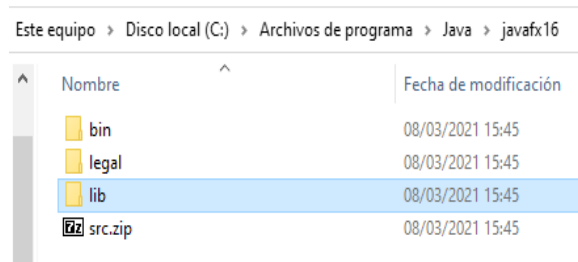 Este equipo > Disco local (C:) > Archivos de programa > Java > javafx16
Nombre Fecha de modificación
bin 08/03/2021 15:45
legal 08/03/2021 15:45
lib 08/03/2021 15:45
7z src.zip 08/03/2021 15:45